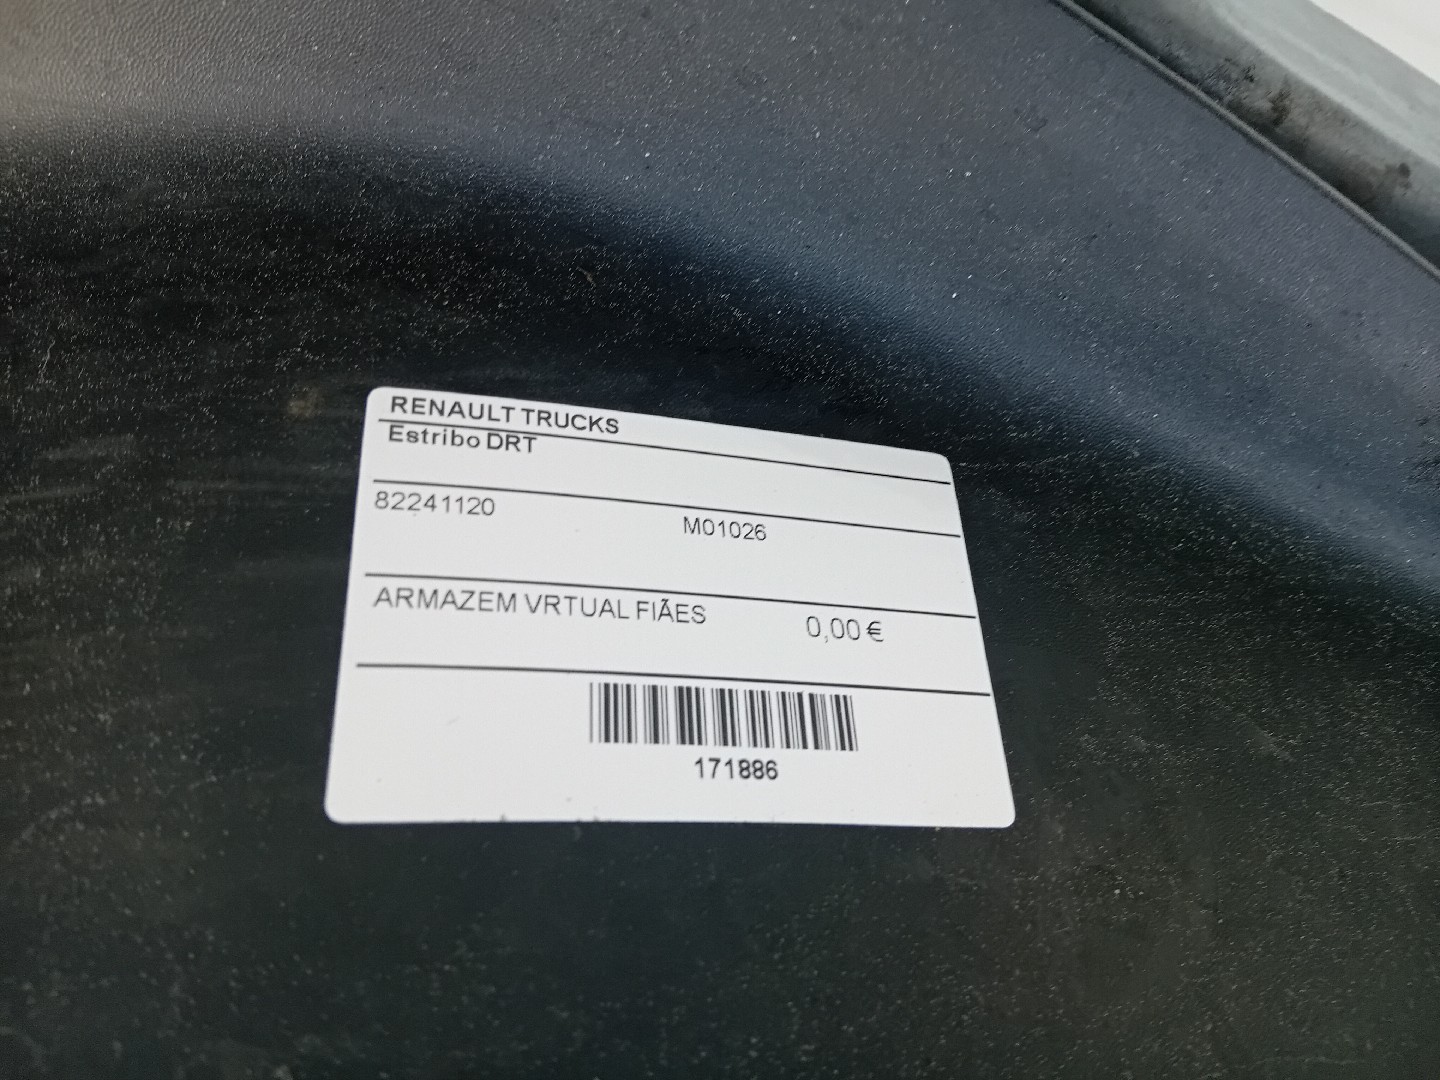 RENAULT TRUCKS
Estribo DRT
82241120 M01026
ARMAZEM VRTUAL FIÃES 0,00 €
171886